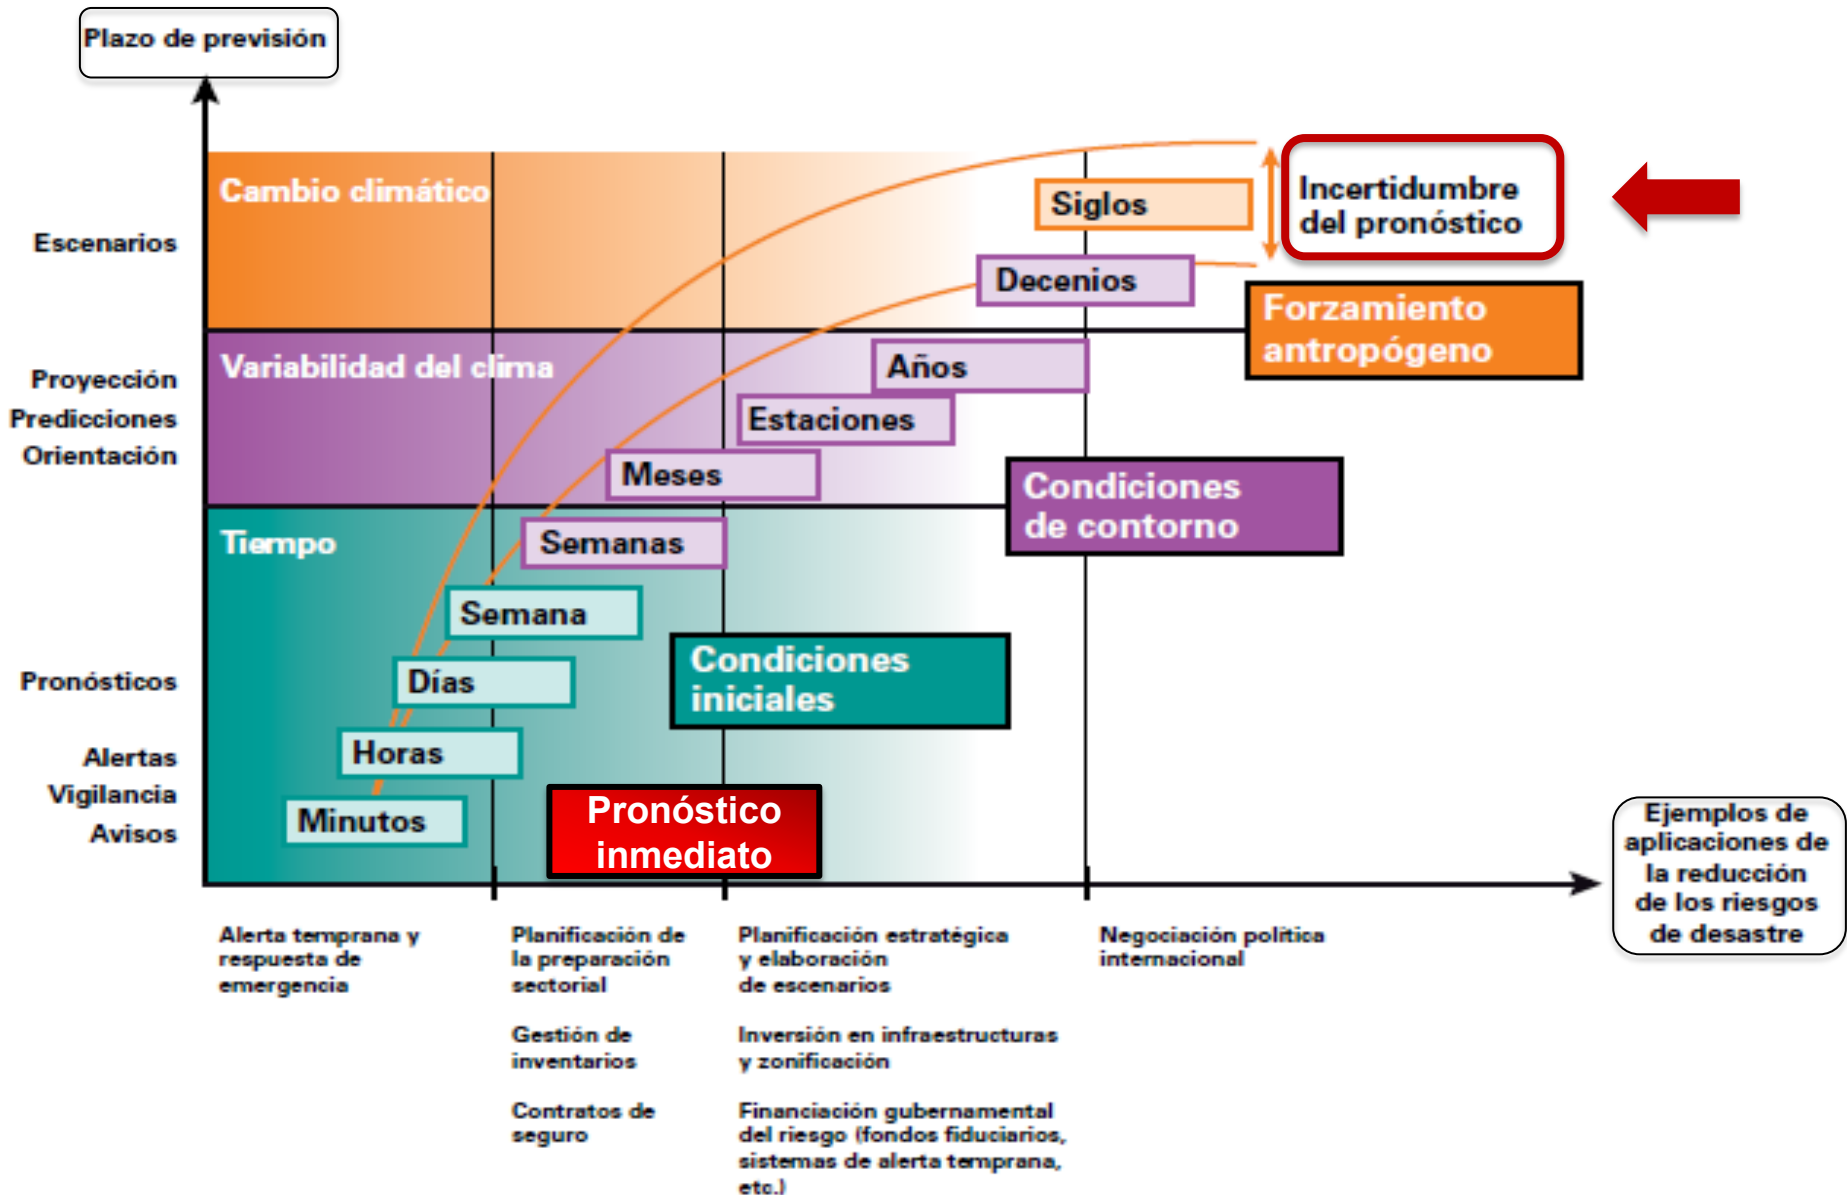 Plazo de previsión
Cambio climático
Escenarios
Siglos
Incertidumbre
del pronóstico
Decenios
Forzamiento
antropógeno
Variabilidad del clima
Proyección
Predicciones
Orientación
Años
Estaciones
Meses
Condiciones
de contorno
Tiempo
Semanas
Semana
Pronósticos
Días
Condiciones
iniciales
Alertas
Vigilancia
Avisos
Horas
Minutos
Pronóstico
inmediato
Ejemplos de
aplicaciones de
la reducción
de los riesgos
de desastre
Alerta temprana y
respuesta de
emergencia
Planificación de
la preparación
sectorial
Gestión de
inventarios
Contratos de
seguro
Planificación estratégica
y elaboración
de escenarios
Inversión en infraestructuras
y zonificación
Financiación gubernamental
del riesgo (fondos fiduciarios,
sistemas de alerta temprana,
etc.)
Negociación política
internacional